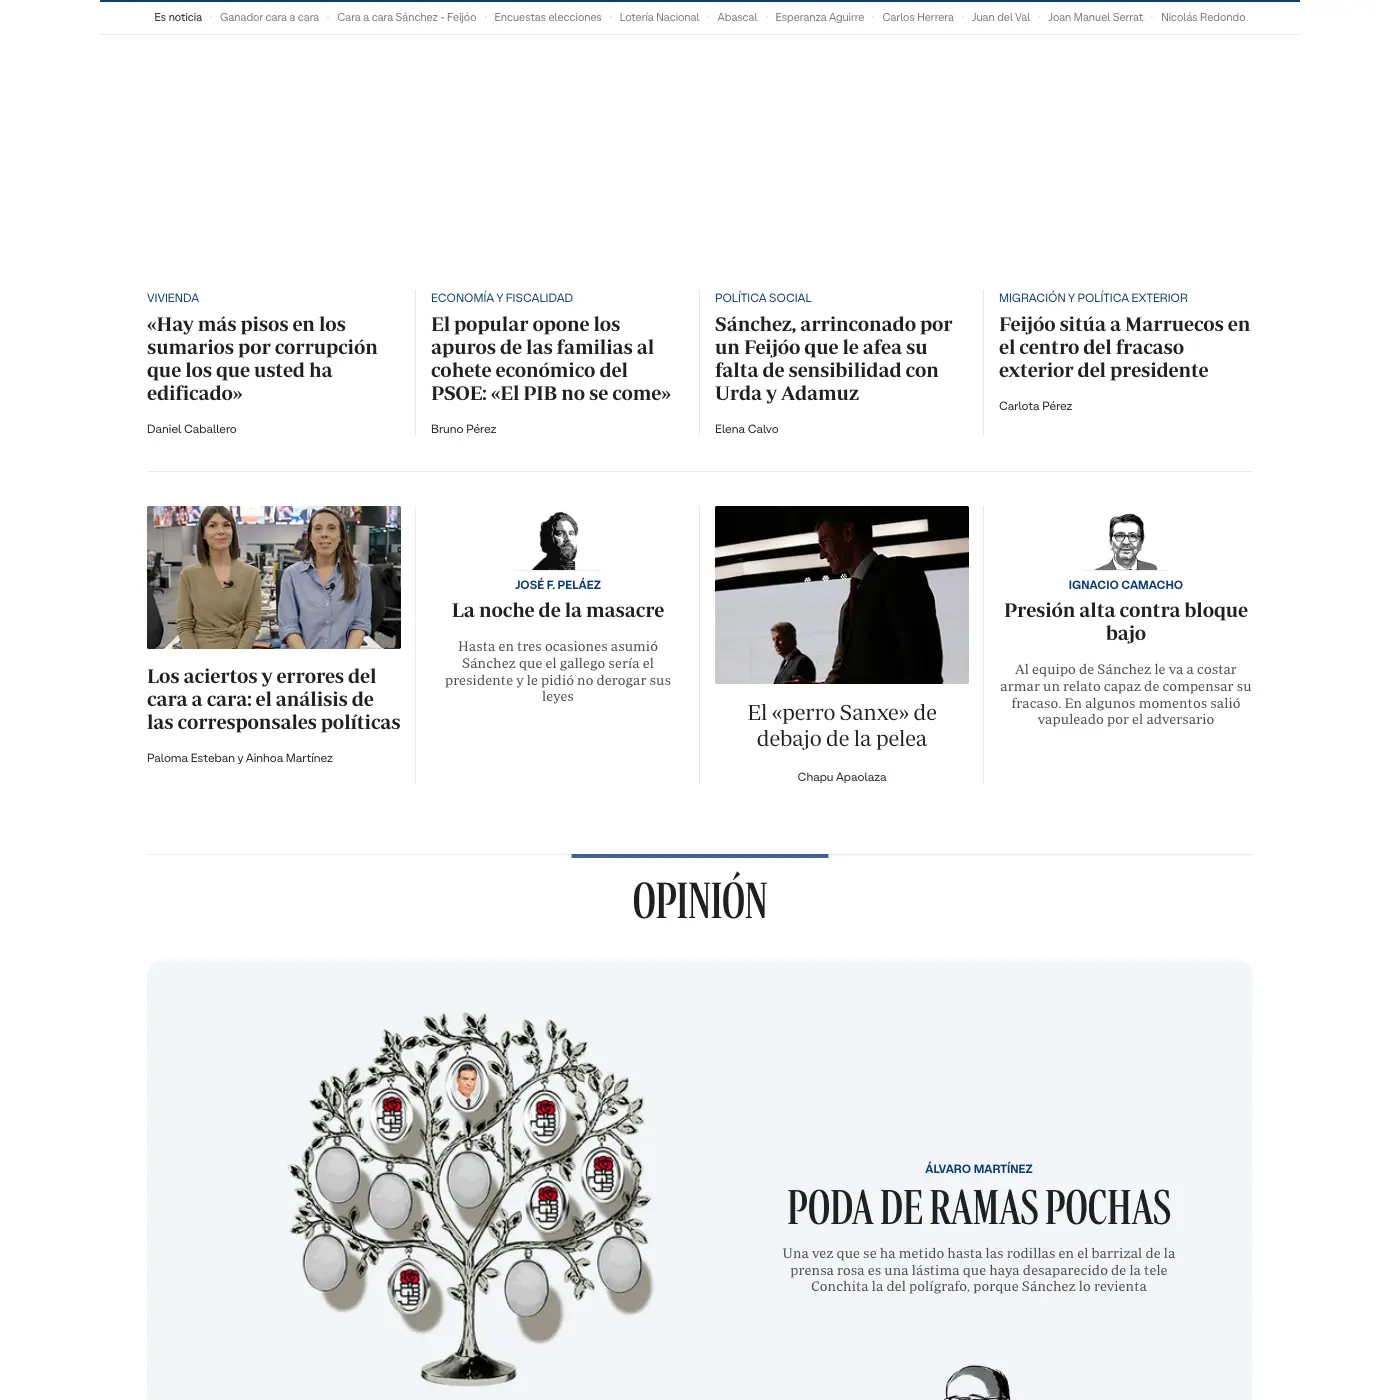 Es noticia
Ganador cara a cara
Cara a cara Sánchez - Feijóo
Encuestas elecciones
Lotería Nacional
Abascal
Esperanza Aguirre
Carlos Herrera
Juan del Val
Joan Manuel Serrat
Nicolás Redondo
VIVIENDA
«Hay más pisos en los
sumarios por corrupción
que los que usted ha
edificado»
Daniel Caballero
ECONOMÍA Y FISCALIDAD
El popular opone los
apuros de las familias al
cohete económico del
PSOE: «El PIB no se come»
Bruno Pérez
POLÍTICA SOCIAL
Sánchez, arrinconado por
un Feijóo que le afea su
falta de sensibilidad con
Urda y Adamuz
Elena Calvo
MIGRACIÓN Y POLÍTICA EXTERIOR
Feijóo sitúa a Marruecos en
el centro del fracaso
exterior del presidente
Carlota Pérez
Los aciertos y errores del
cara a cara: el análisis de
las corresponsales políticas
Paloma Esteban y Ainhoa Martínez
JOSÉ F. PELÁEZ
La noche de la masacre
Hasta en tres ocasiones asumió
Sánchez que el gallego sería el
presidente y le pidió no derogar sus
leyes
El «perro Sanxe» de
debajo de la pelea
Chapu Apaolaza
IGNACIO CAMACHO
Presión alta contra bloque
bajo
Al equipo de Sánchez le va a costar
armar un relato capaz de compensar su
fracaso. En algunos momentos salió
vapuleado por el adversario
OPINIÓN
ÁLVARO MARTÍNEZ
PODA DE RAMAS POCHAS
Una vez que se ha metido hasta las rodillas en el barrizal de la
prensa rosa es una lástima que haya desaparecido de la tele
Conchita la del polígrafo, porque Sánchez lo revienta